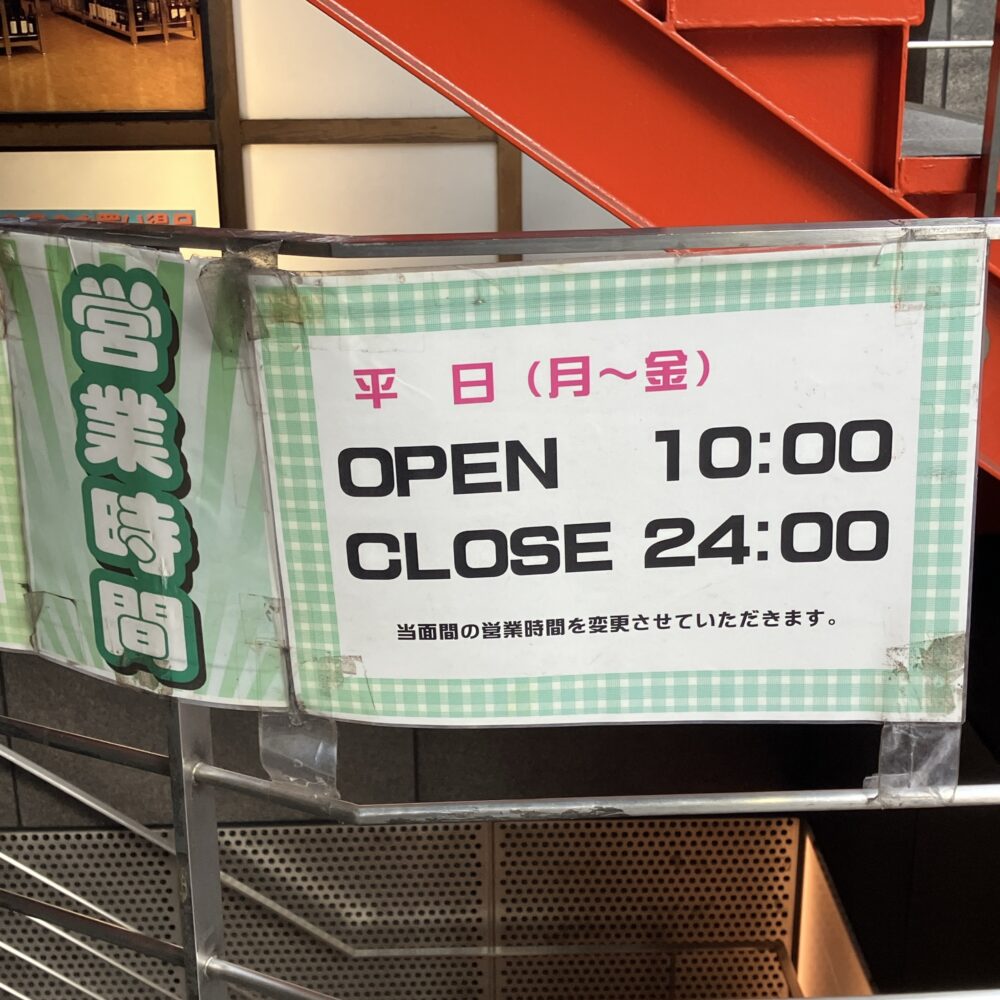 営業時間
平 日（月～金）
OPEN 10:00
CLOSE 24:00
当面間の営業時間を変更させていただきます。